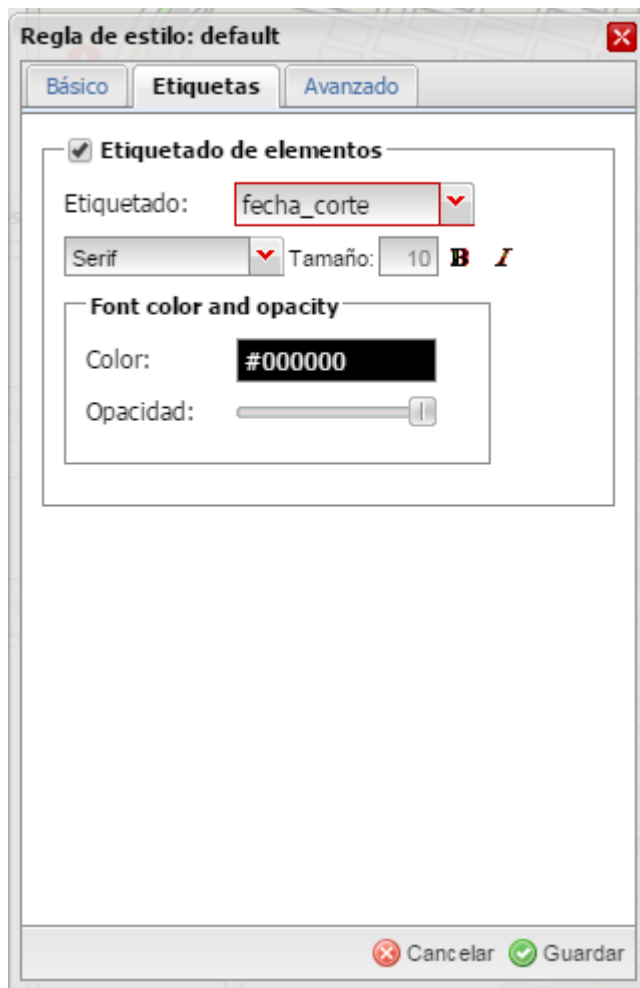 Regla de estilo: default
Básico Etiquetas Avanzado
Etiquetado de elementos
Etiquetado: fecha_corte
Serif Tamaño: 10 B I
Font color and opacity
Color: #000000
Opacidad:
Cancelar Guardar